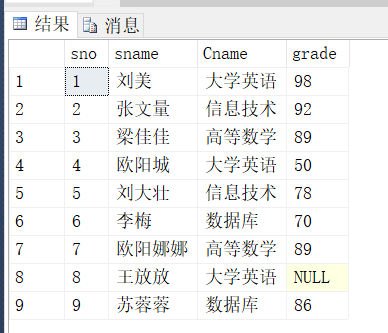 结果 消息
sno sname Cname grade
1 1 刘美 大学英语 98
2 2 张文量 信息技术 92
3 3 梁佳佳 高等数学 89
4 4 欧阳城 大学英语 50
5 5 刘大壮 信息技术 78
6 6 李梅 数据库 70
7 7 欧阳娜娜 高等数学 89
8 8 王放放 大学英语 NULL
9 9 苏蓉蓉 数据库 86